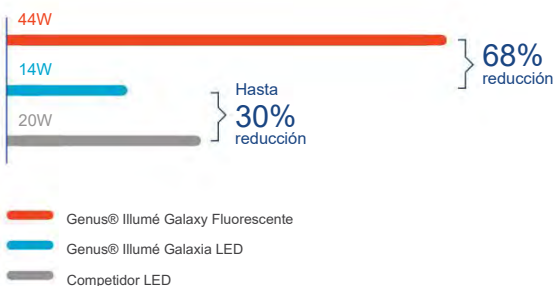 44W
68%
reducción
14W
Hasta
30%
reducción
20W
Genus® Illumé Galaxy Fluorescente
Genus® Illumé Galaxia LED
Competidor LED